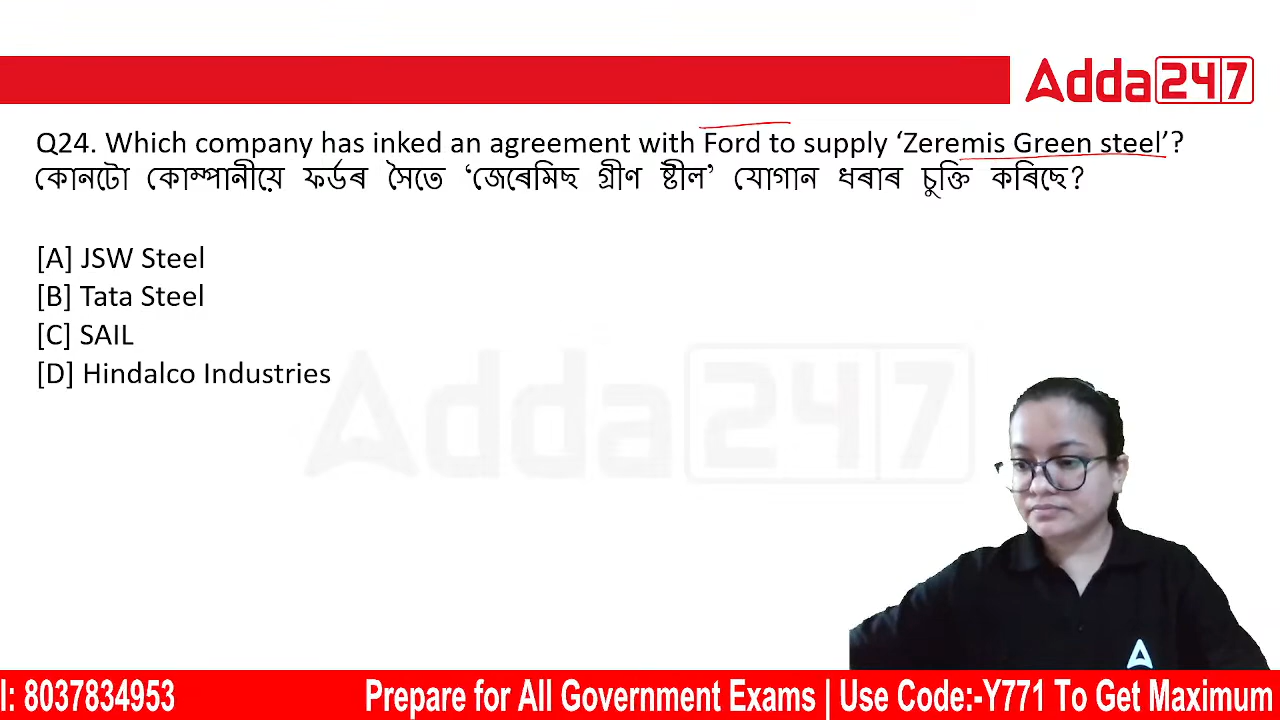 Adda247
Q24. Which company has inked an agreement with Ford to supply ‘Zeremis Green steel’?
কোনটো কোম্পানীয়ে ফৰ্ডৰ সৈতে ‘জেৰেমিছ গ্ৰীণ ষ্টীল’ যোগান ধৰাৰ চুক্তি কৰিছে?
[A] JSW Steel
[B] Tata Steel
[C] SAIL
[D] Hindalco Industries
Adda247
l: 8037834953 Prepare for All Government Exams | Use Code:-Y771 To Get Maximum